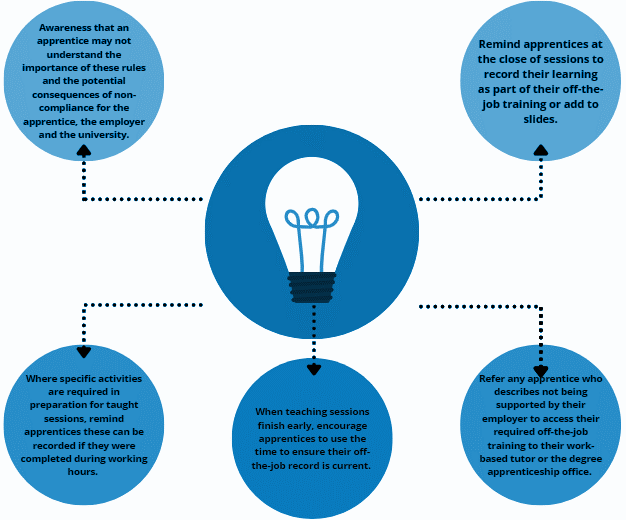 Awareness that an
apprentice may not
understand the
importance of these rules
and the potential
consequences of non-
compliance for the
apprentice, the employer
and the university.
Remind apprentices at
the close of sessions to
record their learning
as part of their off-the-
job training or add to
slides.
Where specific activities
are required in
preparation for taught
sessions, remind
apprentices these can be
recorded if they were
completed during working
hours.
When teaching sessions
finish early, encourage
apprentices to use the
time to ensure their off-
the-job record is current.
Refer any apprentice who
describes not being
supported by their
employer to access their
required off-the-job
training to their work-
based tutor or the degree
apprenticeship office.